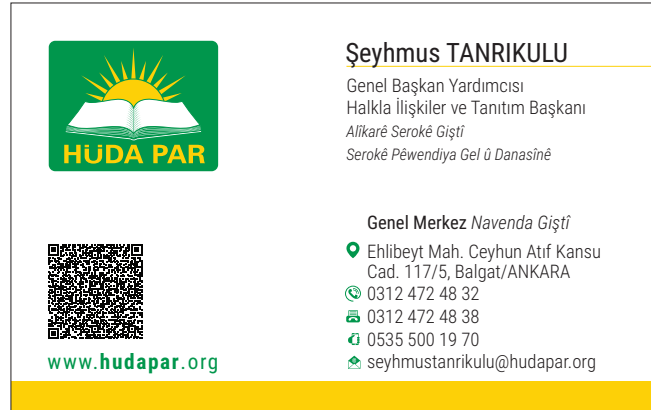 HÜDA PAR
www.hudapar.org
Şeyhmus TANRIKULU
Genel Başkan Yardımcısı
Halkla İlişkiler ve Tanıtım Başkanı
Alîkarê Serokê Giştî
Serokê Pêwendiya Gel û Danasînê
Genel Merkez Navenda Giştî
Ehlibeyt Mah. Ceyhun Atıf Kansu
Cad. 117/5, Balgat/ANKARA
0312 472 48 32
0312 472 48 38
0535 500 19 70
seyhmustanrikulu@hudapar.org